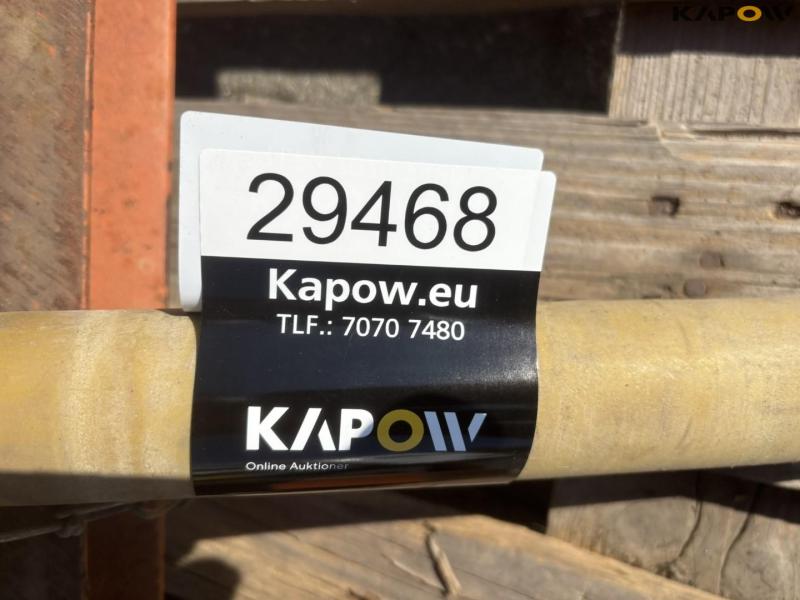 KAPOW
29468
Kapow.eu
TLF.: 7070 7480
KAPOW
Online Auktioner